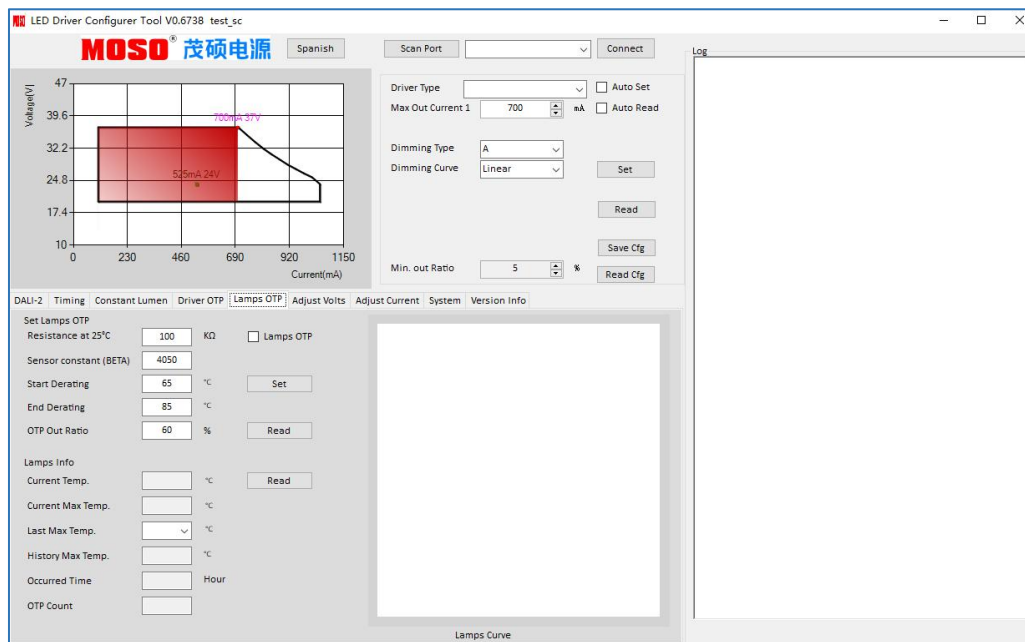 LED Driver Configurer Tool V0.6738 test_sc
MOSO® 茂硕电源
Spanish
Scan Port
Connect
Log
Voltage(V)
47
39.6
32.2
24.8
17.4
10
700mA 37V
525mA 24V
0 230 460 690 920 1150
Current(mA)
Driver Type
Auto Set
Max Out Current 1 700 mA
Auto Read
Dimming Type A
Dimming Curve Linear
Set
Read
Save Cfg
Min. out Ratio 5 %
Read Cfg
DALI-2 Timing Constant Lumen Driver OTP Lamps OTP Adjust Volts Adjust Current System Version Info
Set Lamps OTP
Resistance at 25°C 100 KΩ Lamps OTP
Sensor constant (BETA) 4050
Start Derating 65 °C Set
End Derating 85 °C
OTP Out Ratio 60 % Read
Lamps Info
Current Temp. °C Read
Current Max Temp. °C
Last Max Temp. °C
History Max Temp. °C
Occurred Time Hour
OTP Count
Lamps Curve